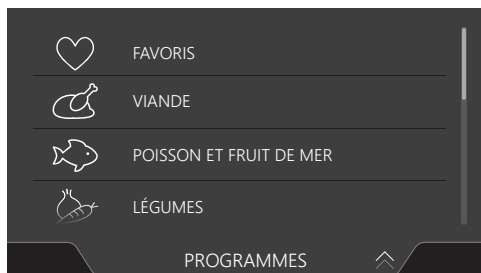 FAVORIS
VIANDE
POISSON ET FRUIT DE MER
LÉGUMES
PROGRAMMES